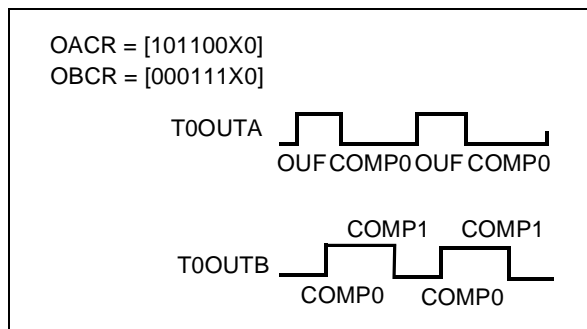 OACR = [101100X0]
OBCR = [000111X0]
T0OUTA
OUF COMP0 OUF COMP0
COMP1 COMP1
T0OUTB
COMP0 COMP0